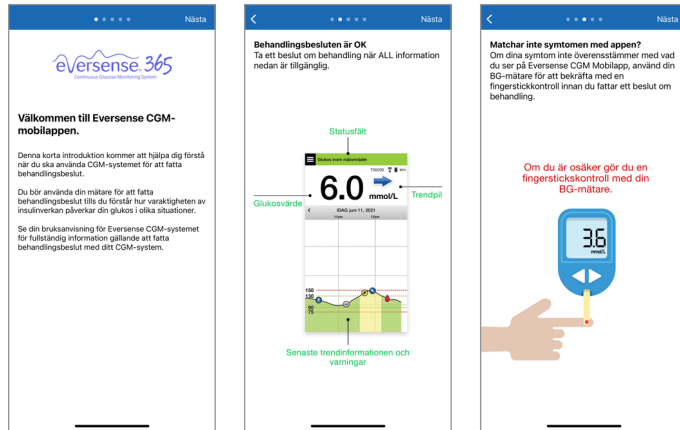 Nästa
eversense 365
Continuous Glucose Monitoring System
Välkommen till Eversense CGM-
mobilappen.
Denna korta introduktion kommer att hjälpa dig förstå
när du ska använda CGM-systemet för att fatta
behandlingsbeslut.
Du bör använda din mätare för att fatta
behandlingsbeslut tills du förstår hur varaktigheten av
insulinverkan påverkar din glukos i olika situationer.
Se din bruksanvisning för Eversense CGM-systemet
för fullständig information gällande att fatta
behandlingsbeslut med ditt CGM-system.
Nästa
Behandlingsbesluten är OK
Ta ett beslut om behandling när ALL information
nedan är tillgänglig.
Statusfält
Glukos inom målområdet
6.0
mmol/L
Glukosvärde
Trendpil
IDAG juni 11, 2021
150
130
90
75
Senaste trendinformationen och
varningar
Nästa
Matchar inte symtomen med appen?
Om dina symtom inte överensstämmer med vad
du ser på Eversense CGM Mobilapp, använd din
BG-mätare för att bekräfta med en
fingerstickkontroll innan du fattar ett beslut om
behandling.
Om du är osäker gör du en
fingerstickskontroll med din
BG-mätare.
3.6
mmol/L